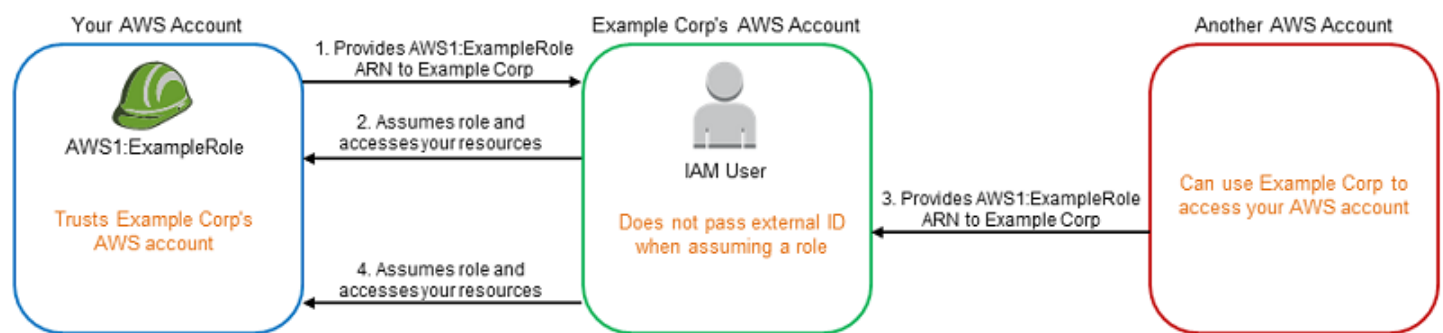 Your AWS Account
Example Corp's AWS Account
Another AWS Account
1. Provides AWS1:ExampleRole
ARN to Example Corp
2. Assumes role and
accesses your resources
AWS1:ExampleRole
IAM User
Trusts Example Corp's
AWS account
Does not pass external ID
when assuming a role
3. Provides AWS1:ExampleRole
ARN to Example Corp
Can use Example Corp to
access your AWS account
4. Assumes role and
accesses your resources